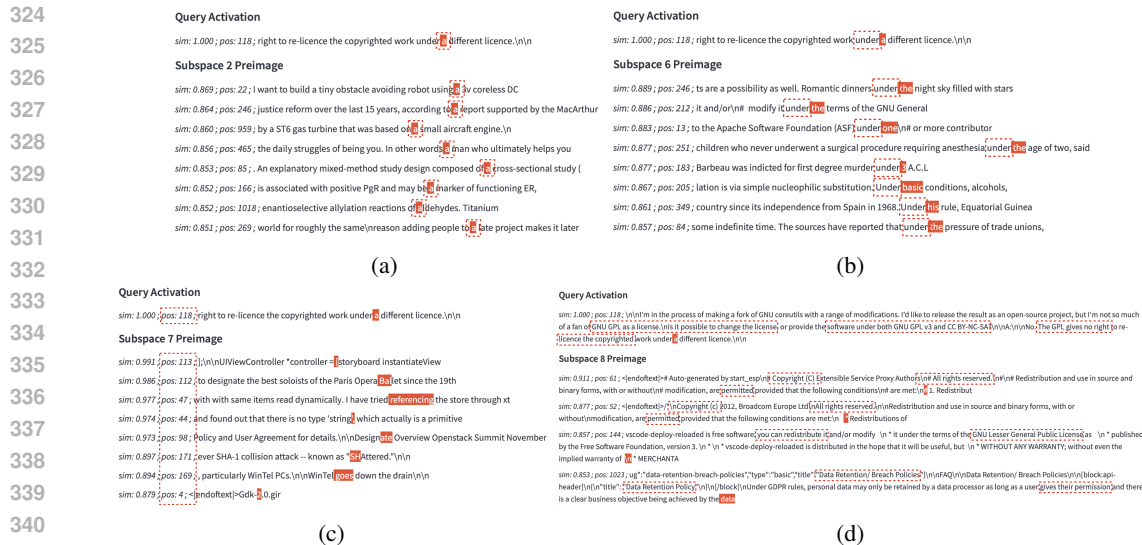 324
325
326
327
328
329
330
331
332
333
334
335
336
337
338
339
340
Query Activation
sim: 1.000 ; pos: 118 ; right to re-licence the copyrighted work under a different licence.\n\n
Subspace 2 Preimage
sim: 0.869 ; pos: 22 ; I want to build a tiny obstacle avoiding robot using a 3v coreless DC
sim: 0.864 ; pos: 246 ; justice reform over the last 15 years, according to a report supported by the MacArthur
sim: 0.860 ; pos: 959 ; by a ST6 gas turbine that was based on a small aircraft engine.\n
sim: 0.856 ; pos: 465 ; the daily struggles of being you. In other words a man who ultimately helps you
sim: 0.853 ; pos: 85 ; . An explanatory mixed-method study design composed of a cross-sectional study (
sim: 0.852 ; pos: 166 ; is associated with positive PgR and may be a marker of functioning ER,
sim: 0.852 ; pos: 1018 ; enantioselective allylation reactions of aldehydes. Titanium
sim: 0.851 ; pos: 269 ; world for roughly the same\nreason adding people to a late project makes it later
(a)
Query Activation
sim: 1.000 ; pos: 118 ; right to re-licence the copyrighted work under a different licence.\n\n
Subspace 6 Preimage
sim: 0.889 ; pos: 246 ; ts are a possibility as well. Romantic dinners under the night sky filled with stars
sim: 0.886 ; pos: 212 ; it and/or\n# modify it under the terms of the GNU General
sim: 0.883 ; pos: 13 ; to the Apache Software Foundation (ASF) under one\n# or more contributor
sim: 0.877 ; pos: 251 ; children who never underwent a surgical procedure requiring anesthesia under the age of two, said
sim: 0.877 ; pos: 183 ; Barbeau was indicted for first degree murder under 3 A.C.L
sim: 0.867 ; pos: 205 ; lation is via simple nucleophilic substitution. Under basic conditions, alcohols,
sim: 0.861 ; pos: 349 ; country since its independence from Spain in 1968. Under his rule, Equatorial Guinea
sim: 0.857 ; pos: 84 ; some indefinite time. The sources have reported that under the pressure of trade unions,
(b)
Query Activation
sim: 1.000 ; pos: 118 ; right to re-licence the copyrighted work under a different licence.\n\n
Subspace 7 Preimage
sim: 0.991 ; pos: 113 ; ];\n\nUIViewController *controller = [storyboard instantiateView
sim: 0.986 ; pos: 112 ; to designate the best soloists of the Paris Opera Ballet since the 19th
sim: 0.977 ; pos: 47 ; with with same items read dynamically. I have tried referencing the store through xt
sim: 0.974 ; pos: 44 ; and found out that there is no type 'string', which actually is a primitive
sim: 0.973 ; pos: 98 ; Policy and User Agreement for details.\n\nDesignate Overview Openstack Summit November
sim: 0.897 ; pos: 171 ; ever SHA-1 collision attack -- known as "SHAttered."\n\n
sim: 0.894 ; pos: 169 ; , particularly WinTel PCs.\n\nWinTel goes down the drain\n\n
sim: 0.879 ; pos: 4 ; <|endoftext|>Gdk-2.0.gir
(c)
Query Activation
sim: 1.000 ; pos: 118 ; \n\nI'm in the process of making a fork of GNU coreutils with a range of modifications. I'd like to release the result as an open-source project, but I'm not so much
of a fan of GNU GPL as a license.\nIs it possible to change the license, or provide the software under both GNU GPL v3 and CC BY-NC-SA?\n\nA:\n\nNo. The GPL gives no right to re-
licence the copyrighted work under a different licence.\n\n
Subspace 8 Preimage
sim: 0.911 ; pos: 61 ; <|endoftext|># Auto-generated by start_esp\n# Copyright (C) Extensible Service Proxy Authors\n# All rights reserved.\n#\n# Redistribution and use in source and
binary forms, with or without\n# modification, are permitted provided that the following conditions\n# are met:\n# 1. Redistribut
sim: 0.877 ; pos: 52 ; <|endoftext|>/*\nCopyright (c) 2012, Broadcom Europe Ltd\nAll rights reserved.\n\nRedistribution and use in source and binary forms, with or
without\nmodification, are permitted provided that the following conditions are met:\n * Redistributions of
sim: 0.857 ; pos: 144 ; vscode-deploy-reloaded is free software: you can redistribute it and/or modify \n * it under the terms of the GNU Lesser General Public License as \n * published
by the Free Software Foundation, version 3. \n * \n * vscode-deploy-reloaded is distributed in the hope that it will be useful, but \n * WITHOUT ANY WARRANTY; without even the
implied warranty of \n * MERCHANTA
sim: 0.853 ; pos: 1023 ; ug":"data-retention-breach-policies","type":"basic","title":"Data Retention/ Breach Policies"}\n\nFAQ\n\nData Retention/ Breach Policies\n\n[block:api-
header]\n{\n"title": "Data Retention Policy"\n}\n[/block]\nUnder GDPR rules, personal data may only be retained by a data processor as long as a user gives their permission and there
is a clear business objective being achieved by the data
(d)